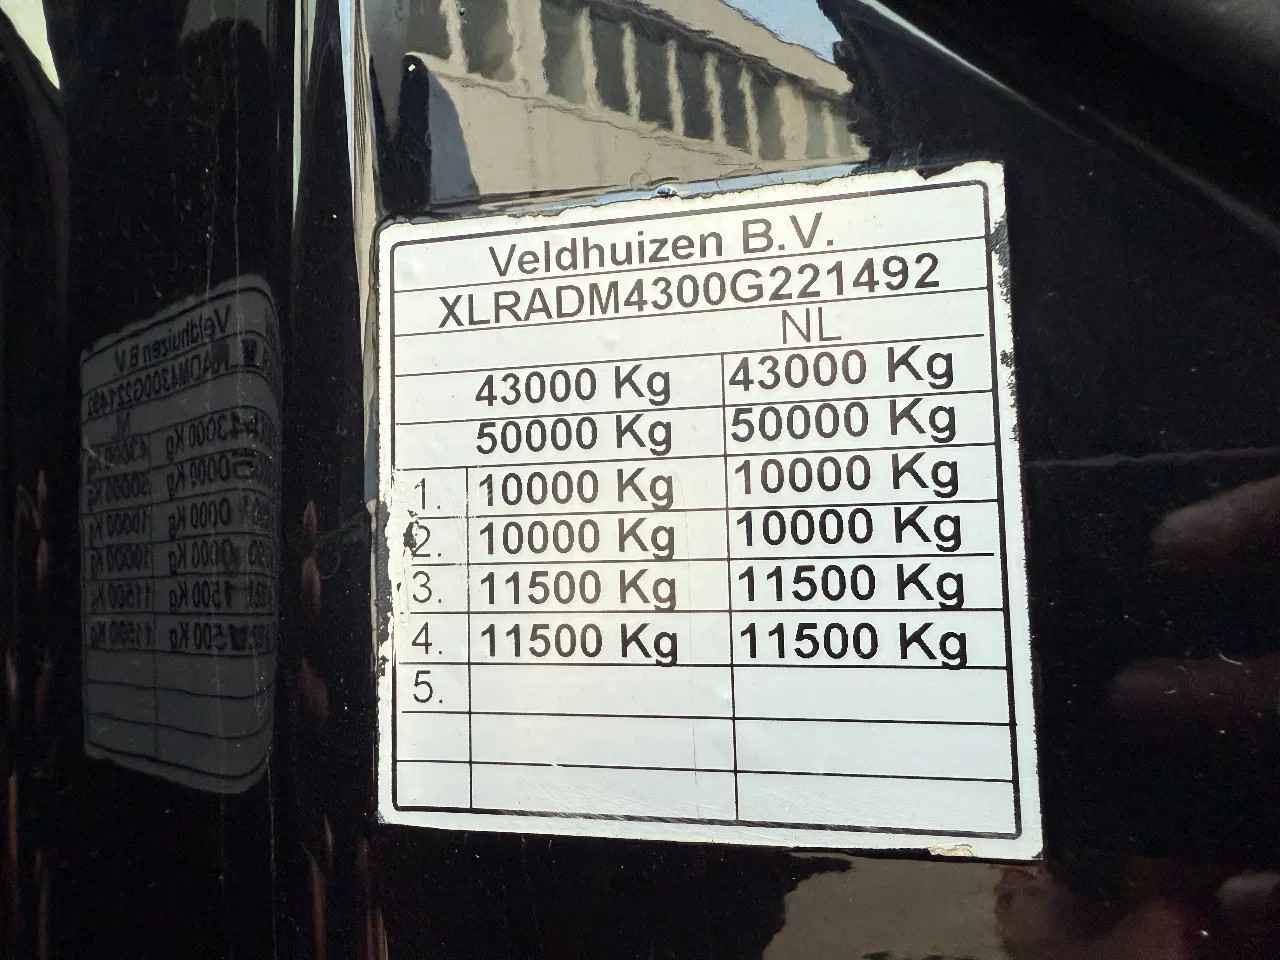 Veldhuizen B.V.
XLRADM4300G221492
NL
43000 Kg 43000 Kg
50000 Kg 50000 Kg
1. 10000 Kg 10000 Kg
2. 10000 Kg 10000 Kg
3. 11500 Kg 11500 Kg
4. 11500 Kg 11500 Kg
5.